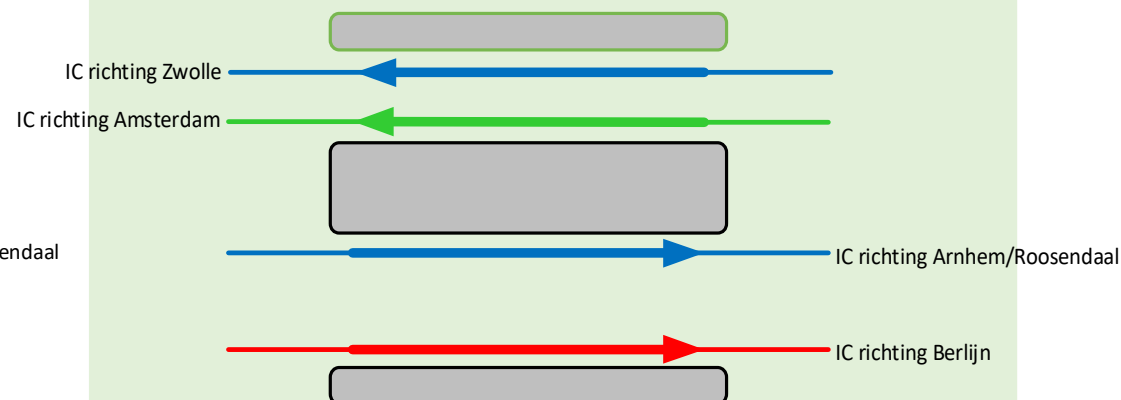 IC richting Zwolle
IC richting Amsterdam
endaal
IC richting Arnhem/Roosendaal
IC richting Berlijn